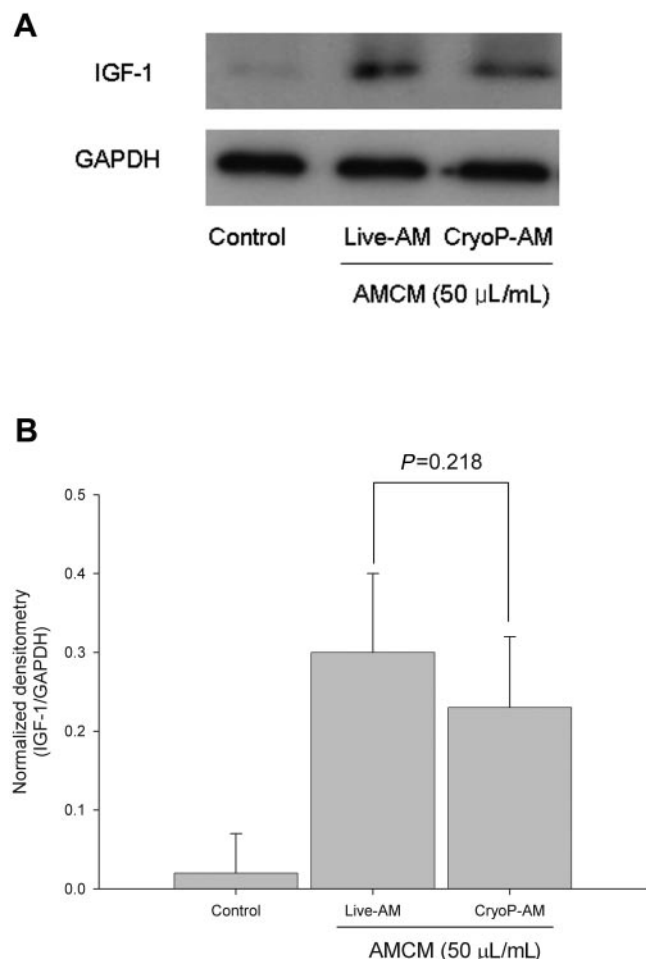 A
IGF-1
GAPDH
Control Live-AM CryoP-AM
AMCM (50 μL/mL)
B
P=0.218
0.5
0.4
0.3
0.2
0.1
0.0
Normalized densitometry
(IGF-1/GAPDH)
Control Live-AM CryoP-AM
AMCM (50 μL/mL)